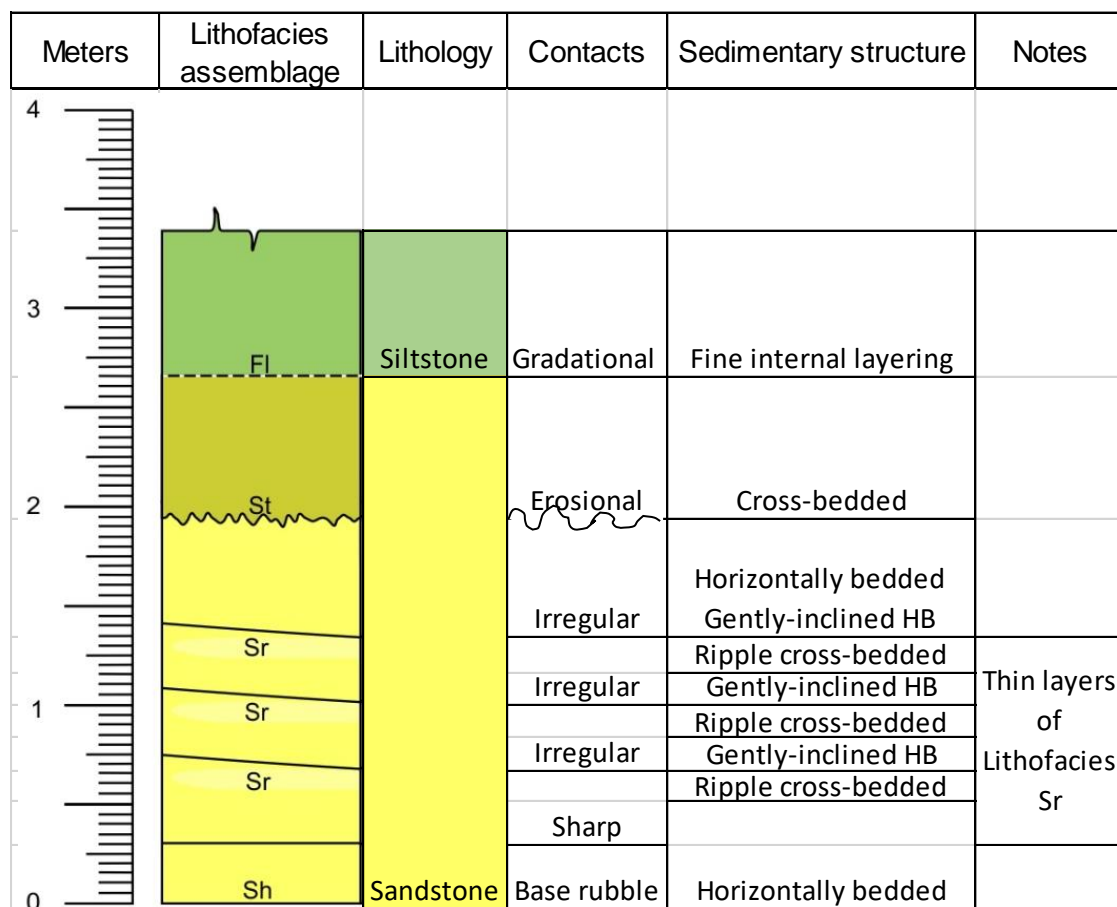 Meters
Lithofacies
assemblage
Lithology
Contacts
Sedimentary structure
Notes
4
3
Fl
Siltstone
Gradational
Fine internal layering
2
St
Erosional
Cross-bedded
Horizontally bedded
Irregular
Gently-inclined HB
Sr
Ripple cross-bedded
Irregular
Gently-inclined HB
Thin layers
1
Sr
Ripple cross-bedded
of
Irregular
Gently-inclined HB
Lithofacies
Sr
Ripple cross-bedded
Sr
Sharp
0
Sh
Sandstone
Base rubble
Horizontally bedded